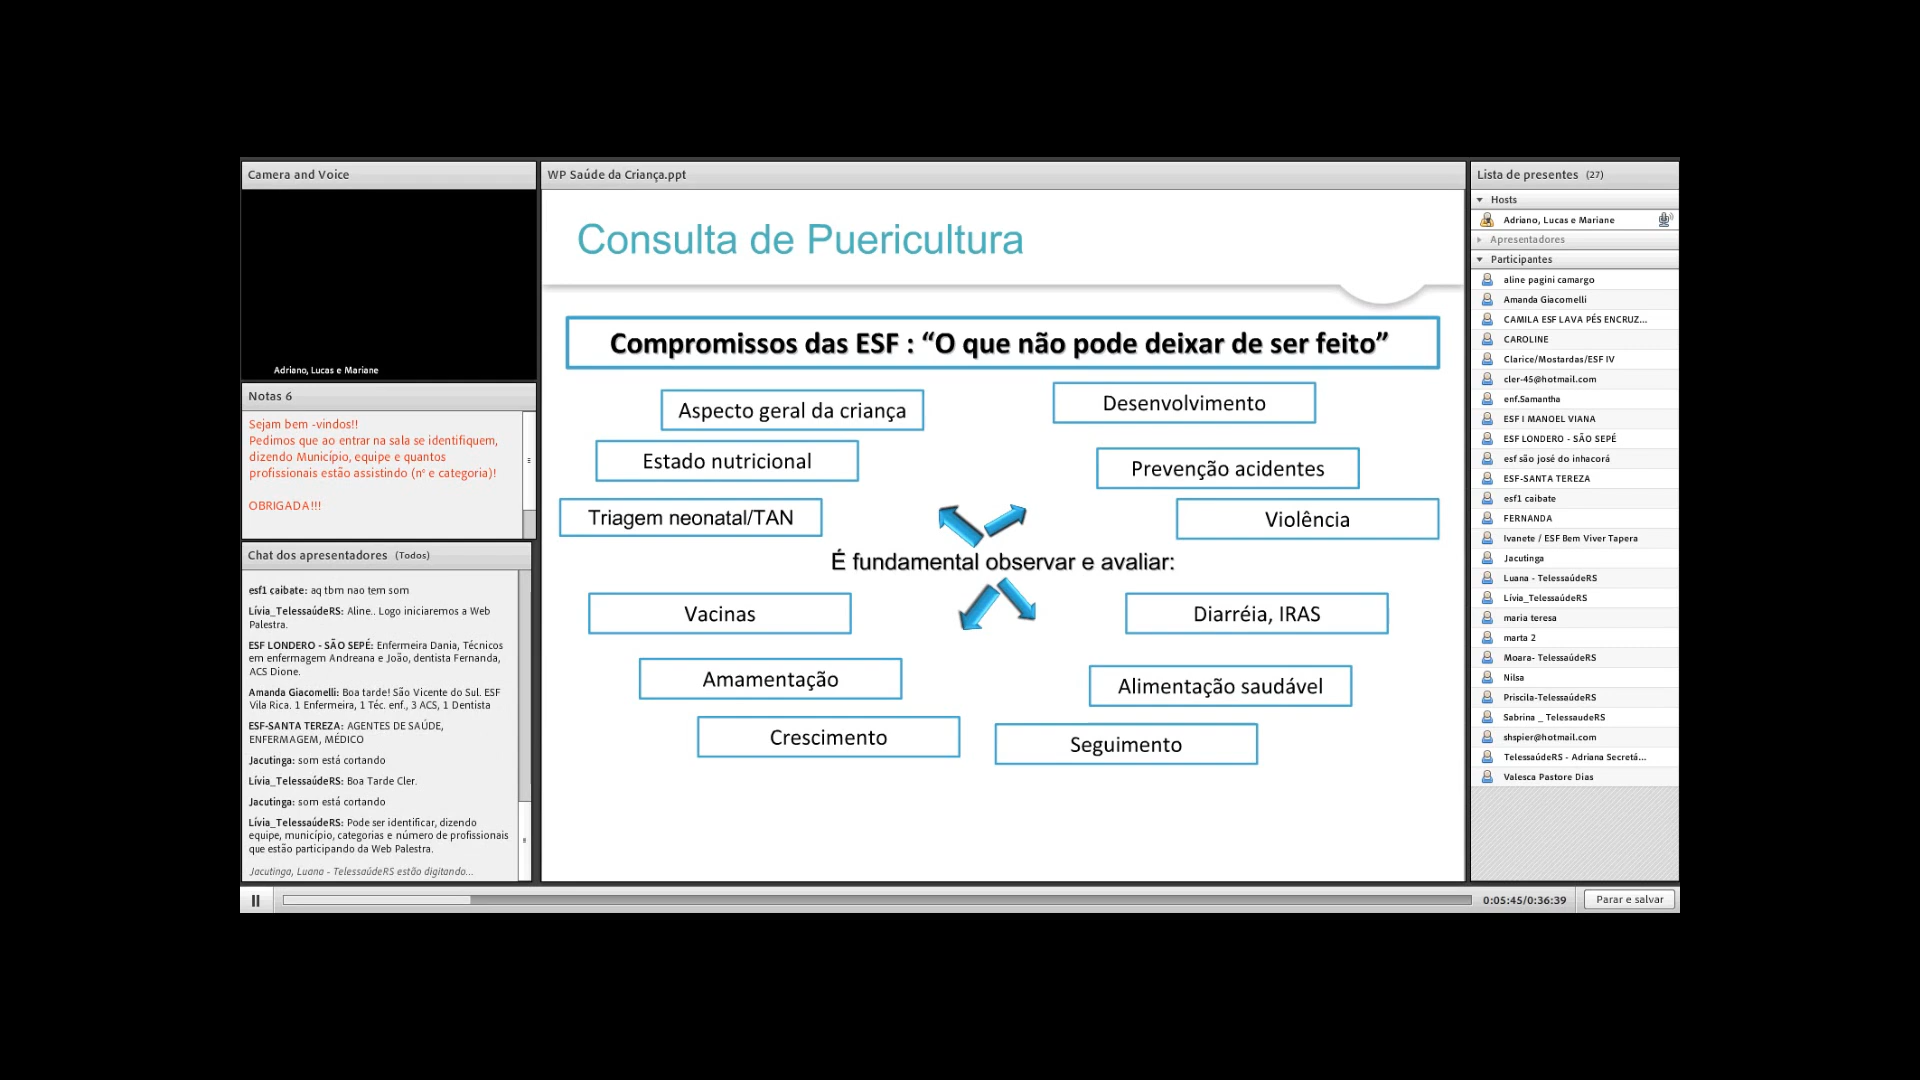 Camera and Voice
Adriano, Lucas e Mariane
Notas 6
Sejam bem -vindos!!
Pedimos que ao entrar na sala se identifiquem,
dizendo Município, equipe e quantos
profissionais estão assistindo (nº e categoria)!
OBRIGADA!!!
Chat dos apresentadores (Todos)
esf1 caibate: aq tbm nao tem som
Lívia_TelessaúdeRS: Aline.. Logo iniciaremos a Web
Palestra.
ESF LONDERO - SÃO SEPÉ: Enfermeira Dania, Técnicos
em enfermagem Andreana e João, dentista Fernanda,
ACS Dione.
Amanda Giacomelli: Boa tarde! São Vicente do Sul. ESF
Vila Rica. 1 Enfermeira, 1 Téc. enf., 3 ACS, 1 Dentista
ESF-SANTA TEREZA: AGENTES DE SAÚDE,
ENFERMAGEM, MÉDICO
Jacutinga: som está cortando
Lívia_TelessaúdeRS: Boa Tarde Cler.
Jacutinga: som está cortando
Lívia_TelessaúdeRS: Pode ser identificar, dizendo
equipe, município, categorias e número de profissionais
que estão participando da Web Palestra.
Jacutinga, Luana - TelessaúdeRS estão digitando...
WP Saúde da Criança.ppt
Consulta de Puericultura
Compromissos das ESF : “O que não pode deixar de ser feito”
Aspecto geral da criança
Desenvolvimento
Estado nutricional
Prevenção acidentes
Triagem neonatal/TAN
Violência
É fundamental observar e avaliar:
Vacinas
Diarréia, IRAS
Amamentação
Alimentação saudável
Crescimento
Seguimento
Lista de presentes (27)
Hosts
Adriano, Lucas e Mariane
Apresentadores
Participantes
aline pagini camargo
Amanda Giacomelli
CAMILA ESF LAVA PÉS ENCRUZ...
CAROLINE
Clarice/Mostardas/ESF IV
cler-45@hotmail.com
enf.Samantha
ESF I MANOEL VIANA
ESF LONDERO - SÃO SEPÉ
esf são josé do inhacorá
ESF-SANTA TEREZA
esf1 caibate
FERNANDA
Ivanete / ESF Bem Viver Tapera
Jacutinga
Luana - TelessaúdeRS
Lívia_TelessaúdeRS
maria teresa
marta 2
Moara- TelessaúdeRS
Nilsa
Priscila-TelessaúdeRS
Sabrina _ TelessaudeRS
shspier@hotmail.com
TelessaúdeRS - Adriana Secretá...
Valesca Pastore Dias
0:05:45/0:36:39
Parar e salvar